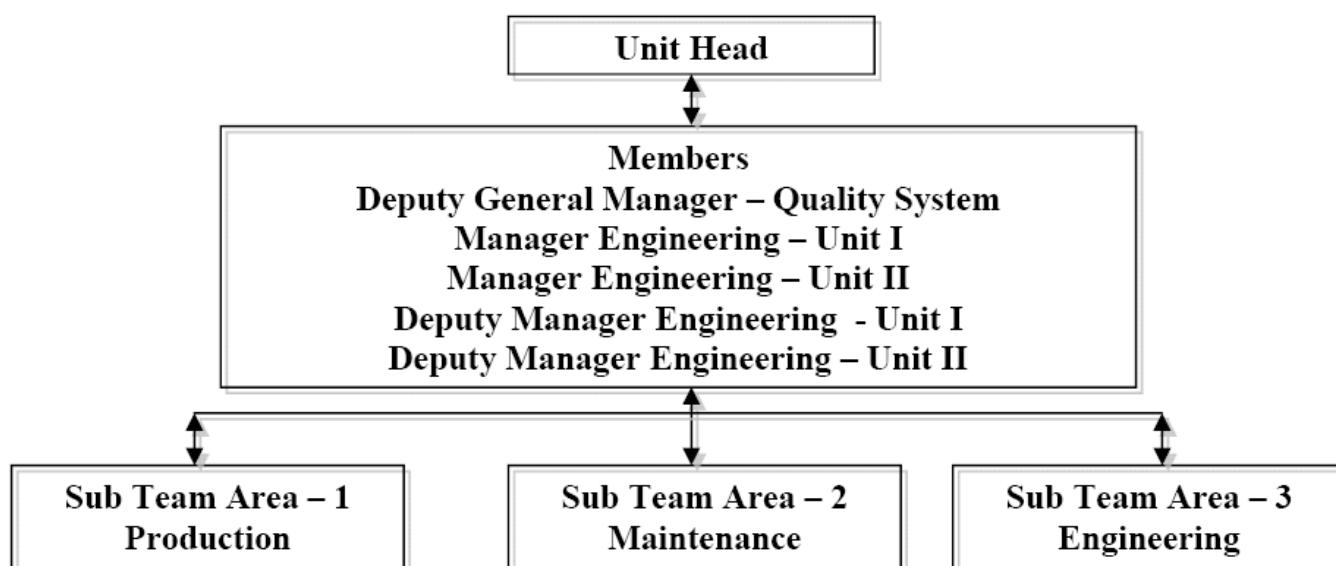 Unit Head
Members
Deputy General Manager – Quality System
Manager Engineering – Unit I
Manager Engineering – Unit II
Deputy Manager Engineering - Unit I
Deputy Manager Engineering – Unit II
Sub Team Area – 1
Production
Sub Team Area – 2
Maintenance
Sub Team Area – 3
Engineering